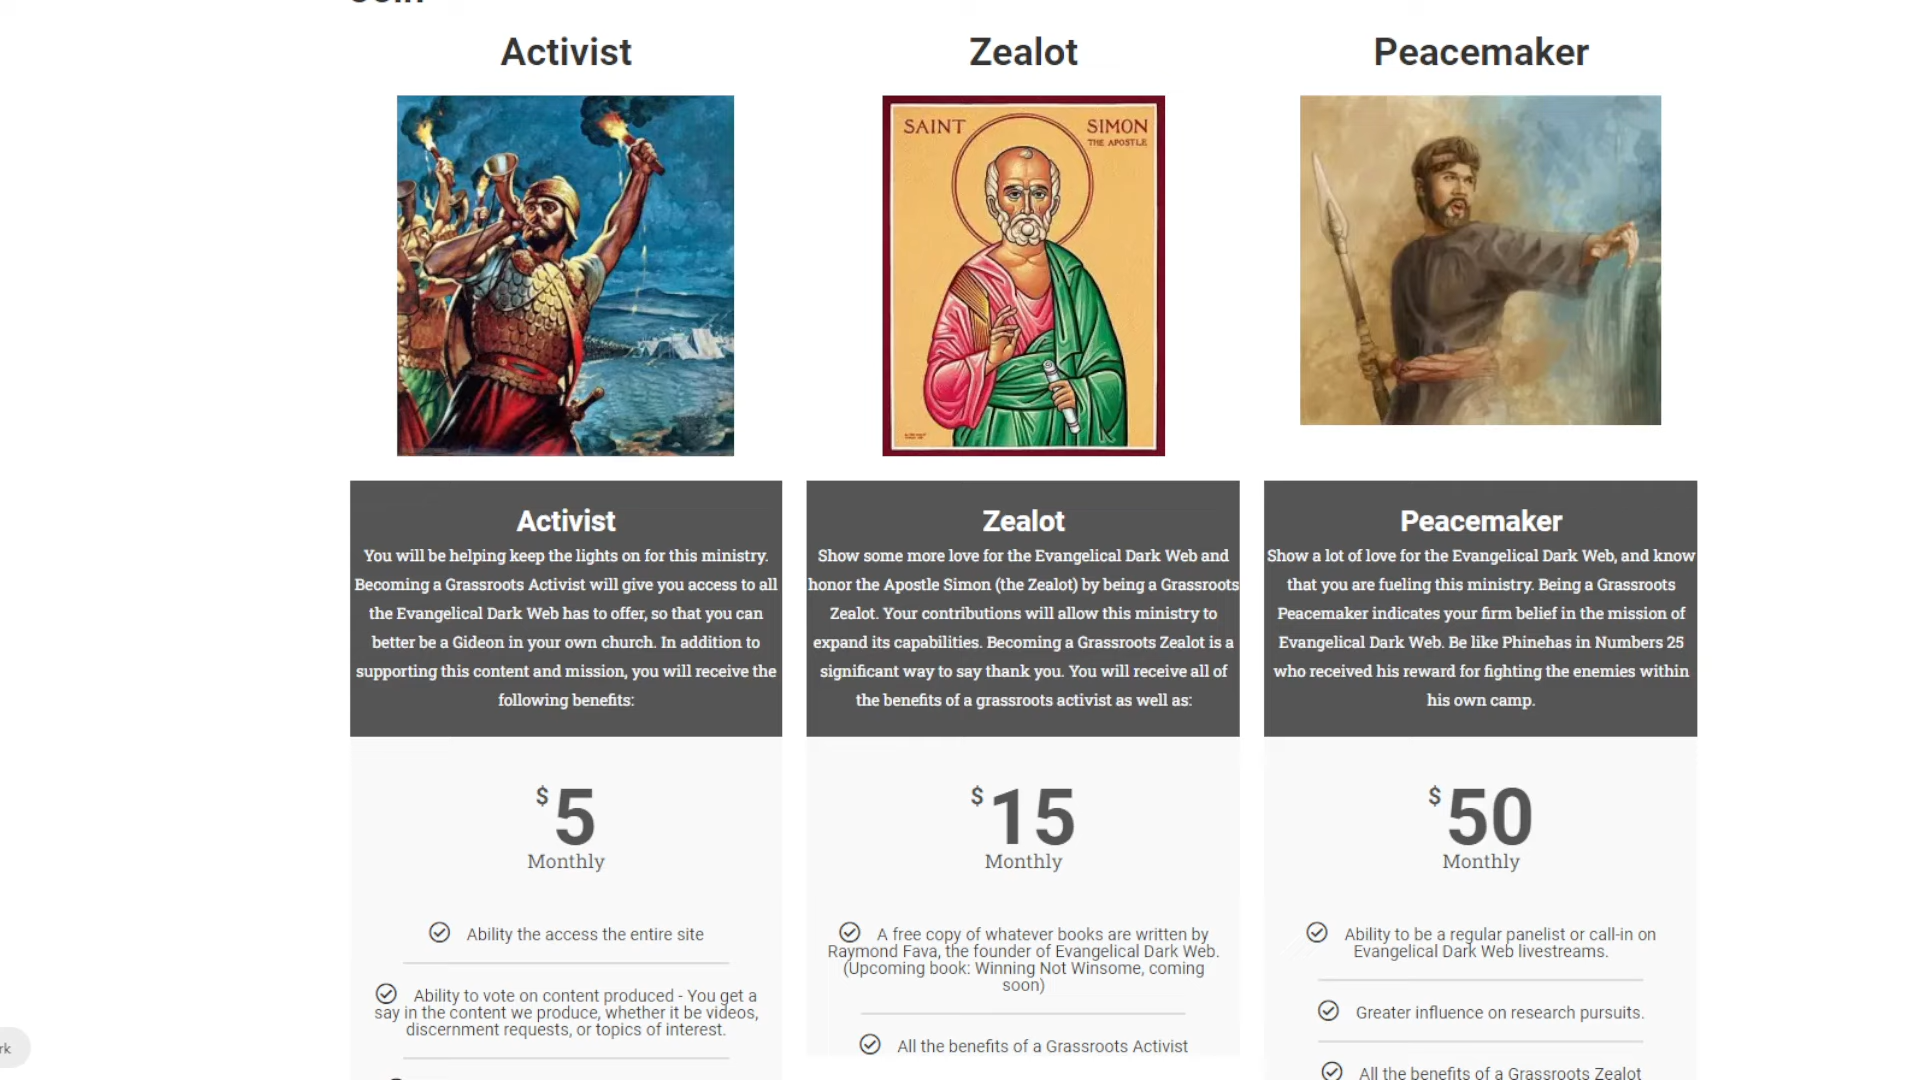 Activist
Zealot
Peacemaker
SAINT SIMON
THE APOSTLE
Activist
You will be helping keep the lights on for this ministry.
Becoming a Grassroots Activist will give you access to all
the Evangelical Dark Web has to offer, so that you can
better be a Gideon in your own church. In addition to
supporting this content and mission, you will receive the
following benefits:
$5
Monthly
Ability the access the entire site
Ability to vote on content produced - You get a
say in the content we produce, whether it be videos,
discernment requests, or topics of interest.
Zealot
Show some more love for the Evangelical Dark Web and
honor the Apostle Simon (the Zealot) by being a Grassroots
Zealot. Your contributions will allow this ministry to
expand its capabilities. Becoming a Grassroots Zealot is a
significant way to say thank you. You will receive all of
the benefits of a grassroots activist as well as:
$15
Monthly
A free copy of whatever books are written by
Raymond Fava, the founder of Evangelical Dark Web.
(Upcoming book: Winning Not Winsome, coming
soon)
All the benefits of a Grassroots Activist
Peacemaker
Show a lot of love for the Evangelical Dark Web, and know
that you are fueling this ministry. Being a Grassroots
Peacemaker indicates your firm belief in the mission of
Evangelical Dark Web. Be like Phinehas in Numbers 25
who received his reward for fighting the enemies within
his own camp.
$50
Monthly
Ability to be a regular panelist or call-in on
Evangelical Dark Web livestreams.
Greater influence on research pursuits.
All the benefits of a Grassroots Zealot
rk